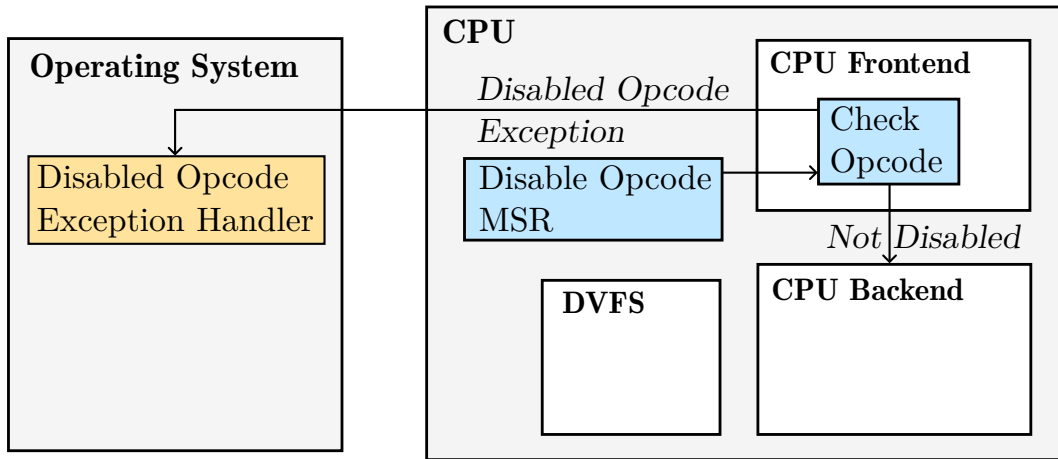 Operating System
Disabled Opcode
Exception Handler
CPU
Disabled Opcode
Exception
Disable Opcode
MSR
CPU Frontend
Check
Opcode
Not Disabled
DVFS
CPU Backend